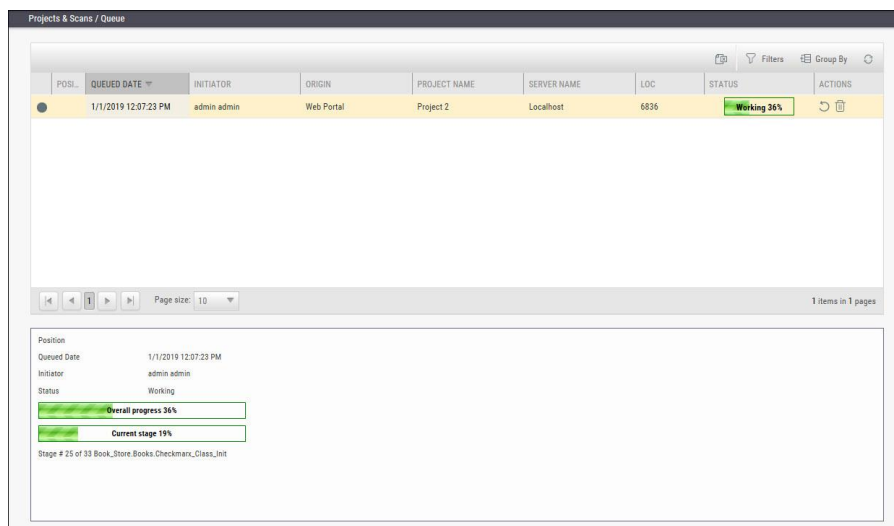 Projects & Scans / Queue
Filters Group By
POSI... QUEUED DATE INITIATOR ORIGIN PROJECT NAME SERVER NAME LOC STATUS ACTIONS
1/1/2019 12:07:23 PM admin admin Web Portal Project 2 Localhost 6836 Working 36%
1 Page size: 10 1 items in 1 pages
Position
Queued Date 1/1/2019 12:07:23 PM
Initiator admin admin
Status Working
Overall progress 36%
Current stage 19%
Stage # 25 of 33 Book_Store.Books.Checkmarx_Class_Init